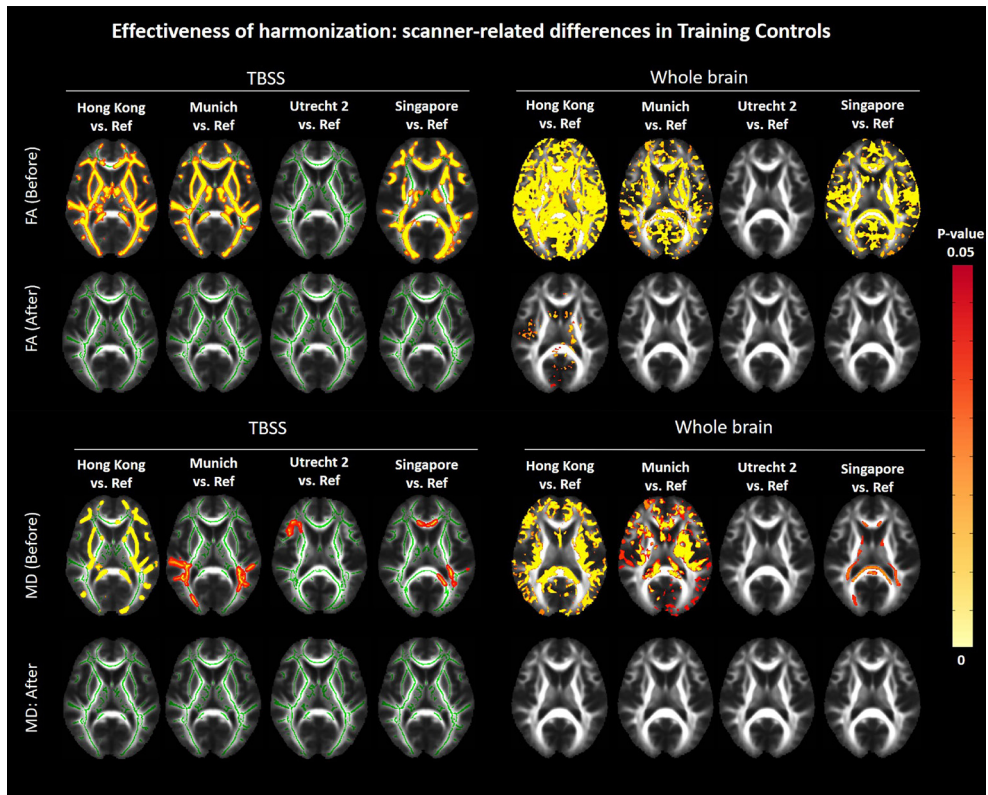 Effectiveness of harmonization: scanner-related differences in Training Controls
TBSS
Whole brain
Hong Kong vs. Ref
Munich vs. Ref
Utrecht 2 vs. Ref
Singapore vs. Ref
Hong Kong vs. Ref
Munich vs. Ref
Utrecht 2 vs. Ref
Singapore vs. Ref
FA (Before)
FA (After)
P-value
0.05
0
TBSS
Whole brain
Hong Kong vs. Ref
Munich vs. Ref
Utrecht 2 vs. Ref
Singapore vs. Ref
Hong Kong vs. Ref
Munich vs. Ref
Utrecht 2 vs. Ref
Singapore vs. Ref
MD (Before)
MD: After